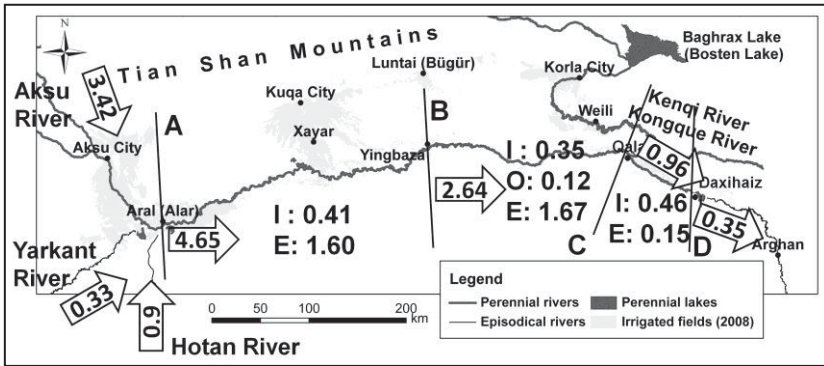 N
Tian Shan Mountains
Baghrax Lake
(Bosten Lake)
Luntai (Bügür)
Korla City
Aksu
River
3.42
Kuqa City
A
B
Weili
Kenqi River
Kongque River
Aksu City
Xayar
Yingbaza
I : 0.35
O: 0.12
E: 1.67
Qala
0.96
Daxihaiz
2.64
Aral (Alar)
4.65
I : 0.41
E: 1.60
I: 0.46
E: 0.15
C
D
0.35
Arghan
Yarkant
River
0.33
0.9
Hotan River
0 50 100 200
km
Legend
Perennial rivers
Perennial lakes
Episodical rivers
Irrigated fields (2008)